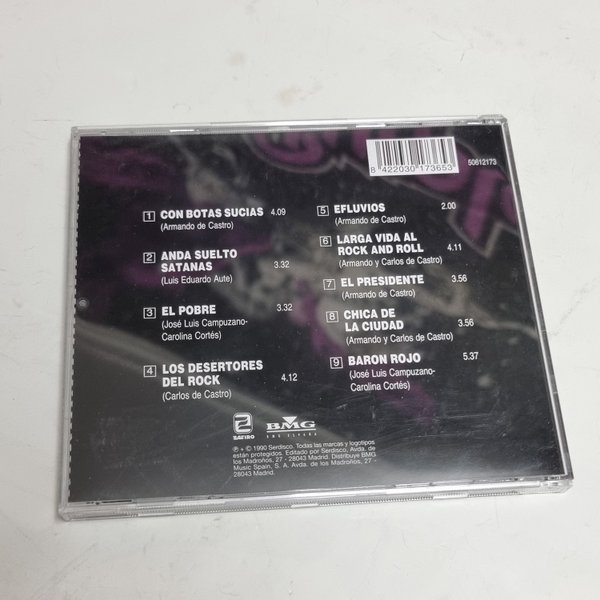 8 422030 173653
50612173
1 CON BOTAS SUCIAS 4.09
(Armando de Castro)
2 ANDA SUELTO
SATANAS 3.32
(Luis Eduardo Aute)
3 EL POBRE 3.32
(José Luis Campuzano-
Carolina Cortés)
4 LOS DESERTORES
DEL ROCK 4.12
(Carlos de Castro)
5 EFLUVIOS 2.00
(Armando de Castro)
6 LARGA VIDA AL
ROCK AND ROLL 4.11
(Armando y Carlos de Castro)
7 EL PRESIDENTE 3.56
(Armando de Castro)
8 CHICA DE
LA CIUDAD 3.56
(Armando y Carlos de Castro)
9 BARON ROJO 5.37
(José Luis Campuzano-
Carolina Cortés)
ZAFIRO
BMG
BMG ESPAÑA
℗ + © 1990 Serdisco. Todas las marcas y logotipos
están protegidos. Editado por Serdisco, Avda. de
los Madroños, 27 - 28043 Madrid. Distribuye BMG
Music Spain, S. A. Avda. de los Madroños, 27 -
28043 Madrid.